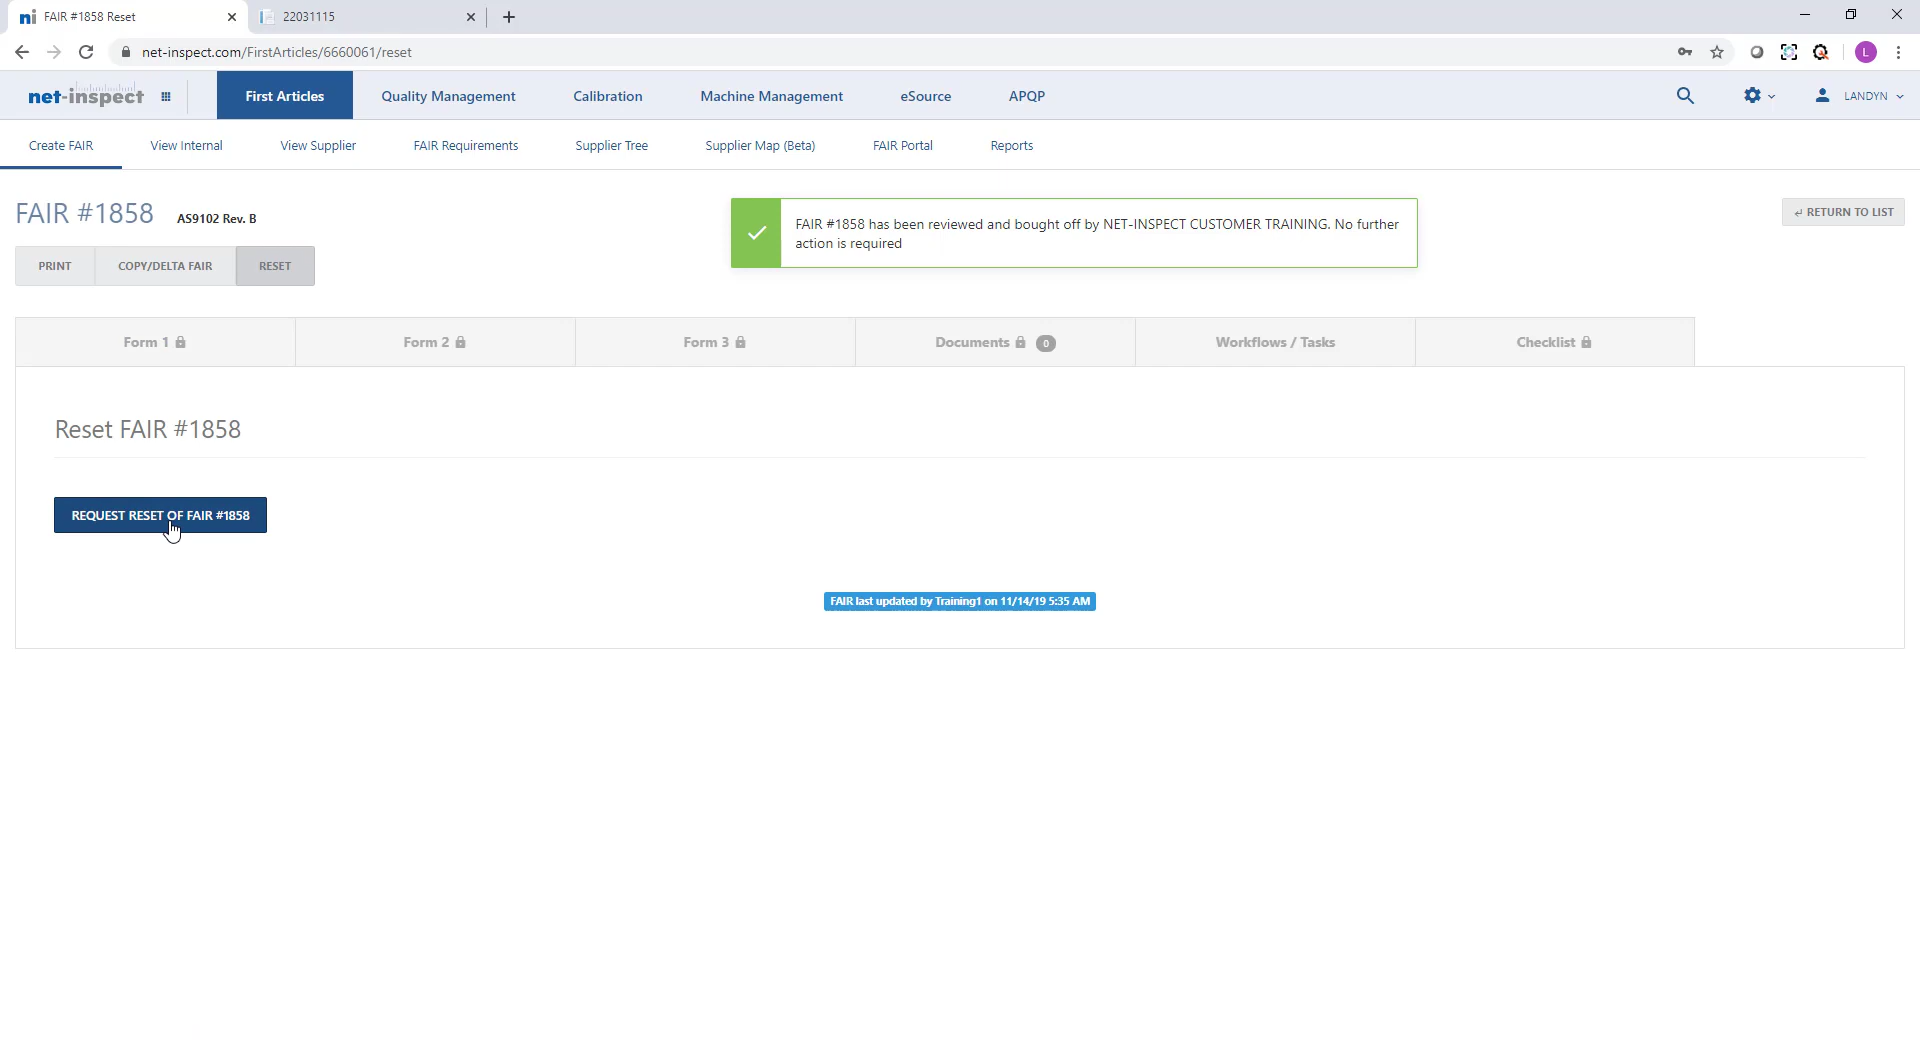 FAIR #1858 Reset
22031115
net-inspect.com/FirstArticles/6660061/reset
L
net-inspect
First Articles
Quality Management
Calibration
Machine Management
eSource
APQP
LANDYN
Create FAIR
View Internal
View Supplier
FAIR Requirements
Supplier Tree
Supplier Map (Beta)
FAIR Portal
Reports
FAIR #1858 AS9102 Rev. B
FAIR #1858 has been reviewed and bought off by NET-INSPECT CUSTOMER TRAINING. No further
action is required
RETURN TO LIST
PRINT
COPY/DELTA FAIR
RESET
Form 1
Form 2
Form 3
Documents 0
Workflows / Tasks
Checklist
Reset FAIR #1858
REQUEST RESET OF FAIR #1858
FAIR last updated by Training1 on 11/14/19 5:35 AM